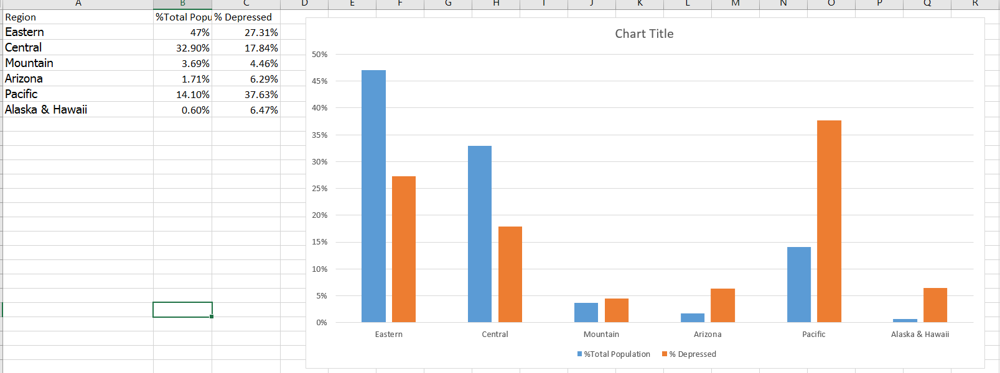 A B C D E F G H I J K L M N O P Q R
Region %Total Popu % Depressed
Eastern 47% 27.31%
Central 32.90% 17.84%
Mountain 3.69% 4.46%
Arizona 1.71% 6.29%
Pacific 14.10% 37.63%
Alaska & Hawaii 0.60% 6.47%
Chart Title
50%
45%
40%
35%
30%
25%
20%
15%
10%
5%
0%
Eastern Central Mountain Arizona Pacific Alaska & Hawaii
%Total Population % Depressed